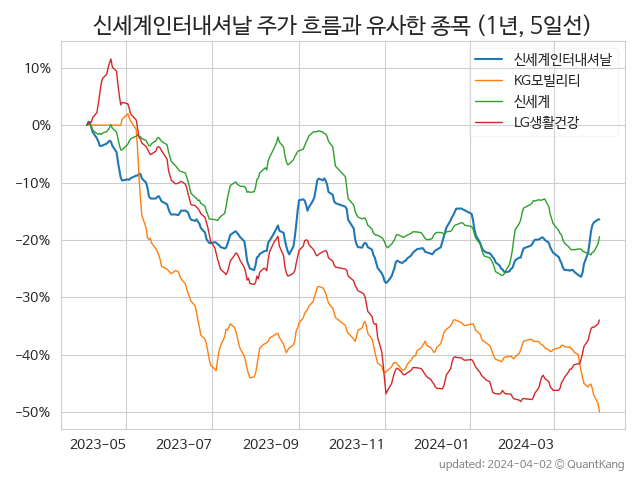 신세계인터내셔날 주가 흐름과 유사한 종목 (1년, 5일선)
신세계인터내셔날
KG모빌리티
신세계
LG생활건강
10%
0%
−10%
−20%
−30%
−40%
−50%
2023-05
2023-07
2023-09
2023-11
2024-01
2024-03
updated: 2024-04-02 © QuantKang